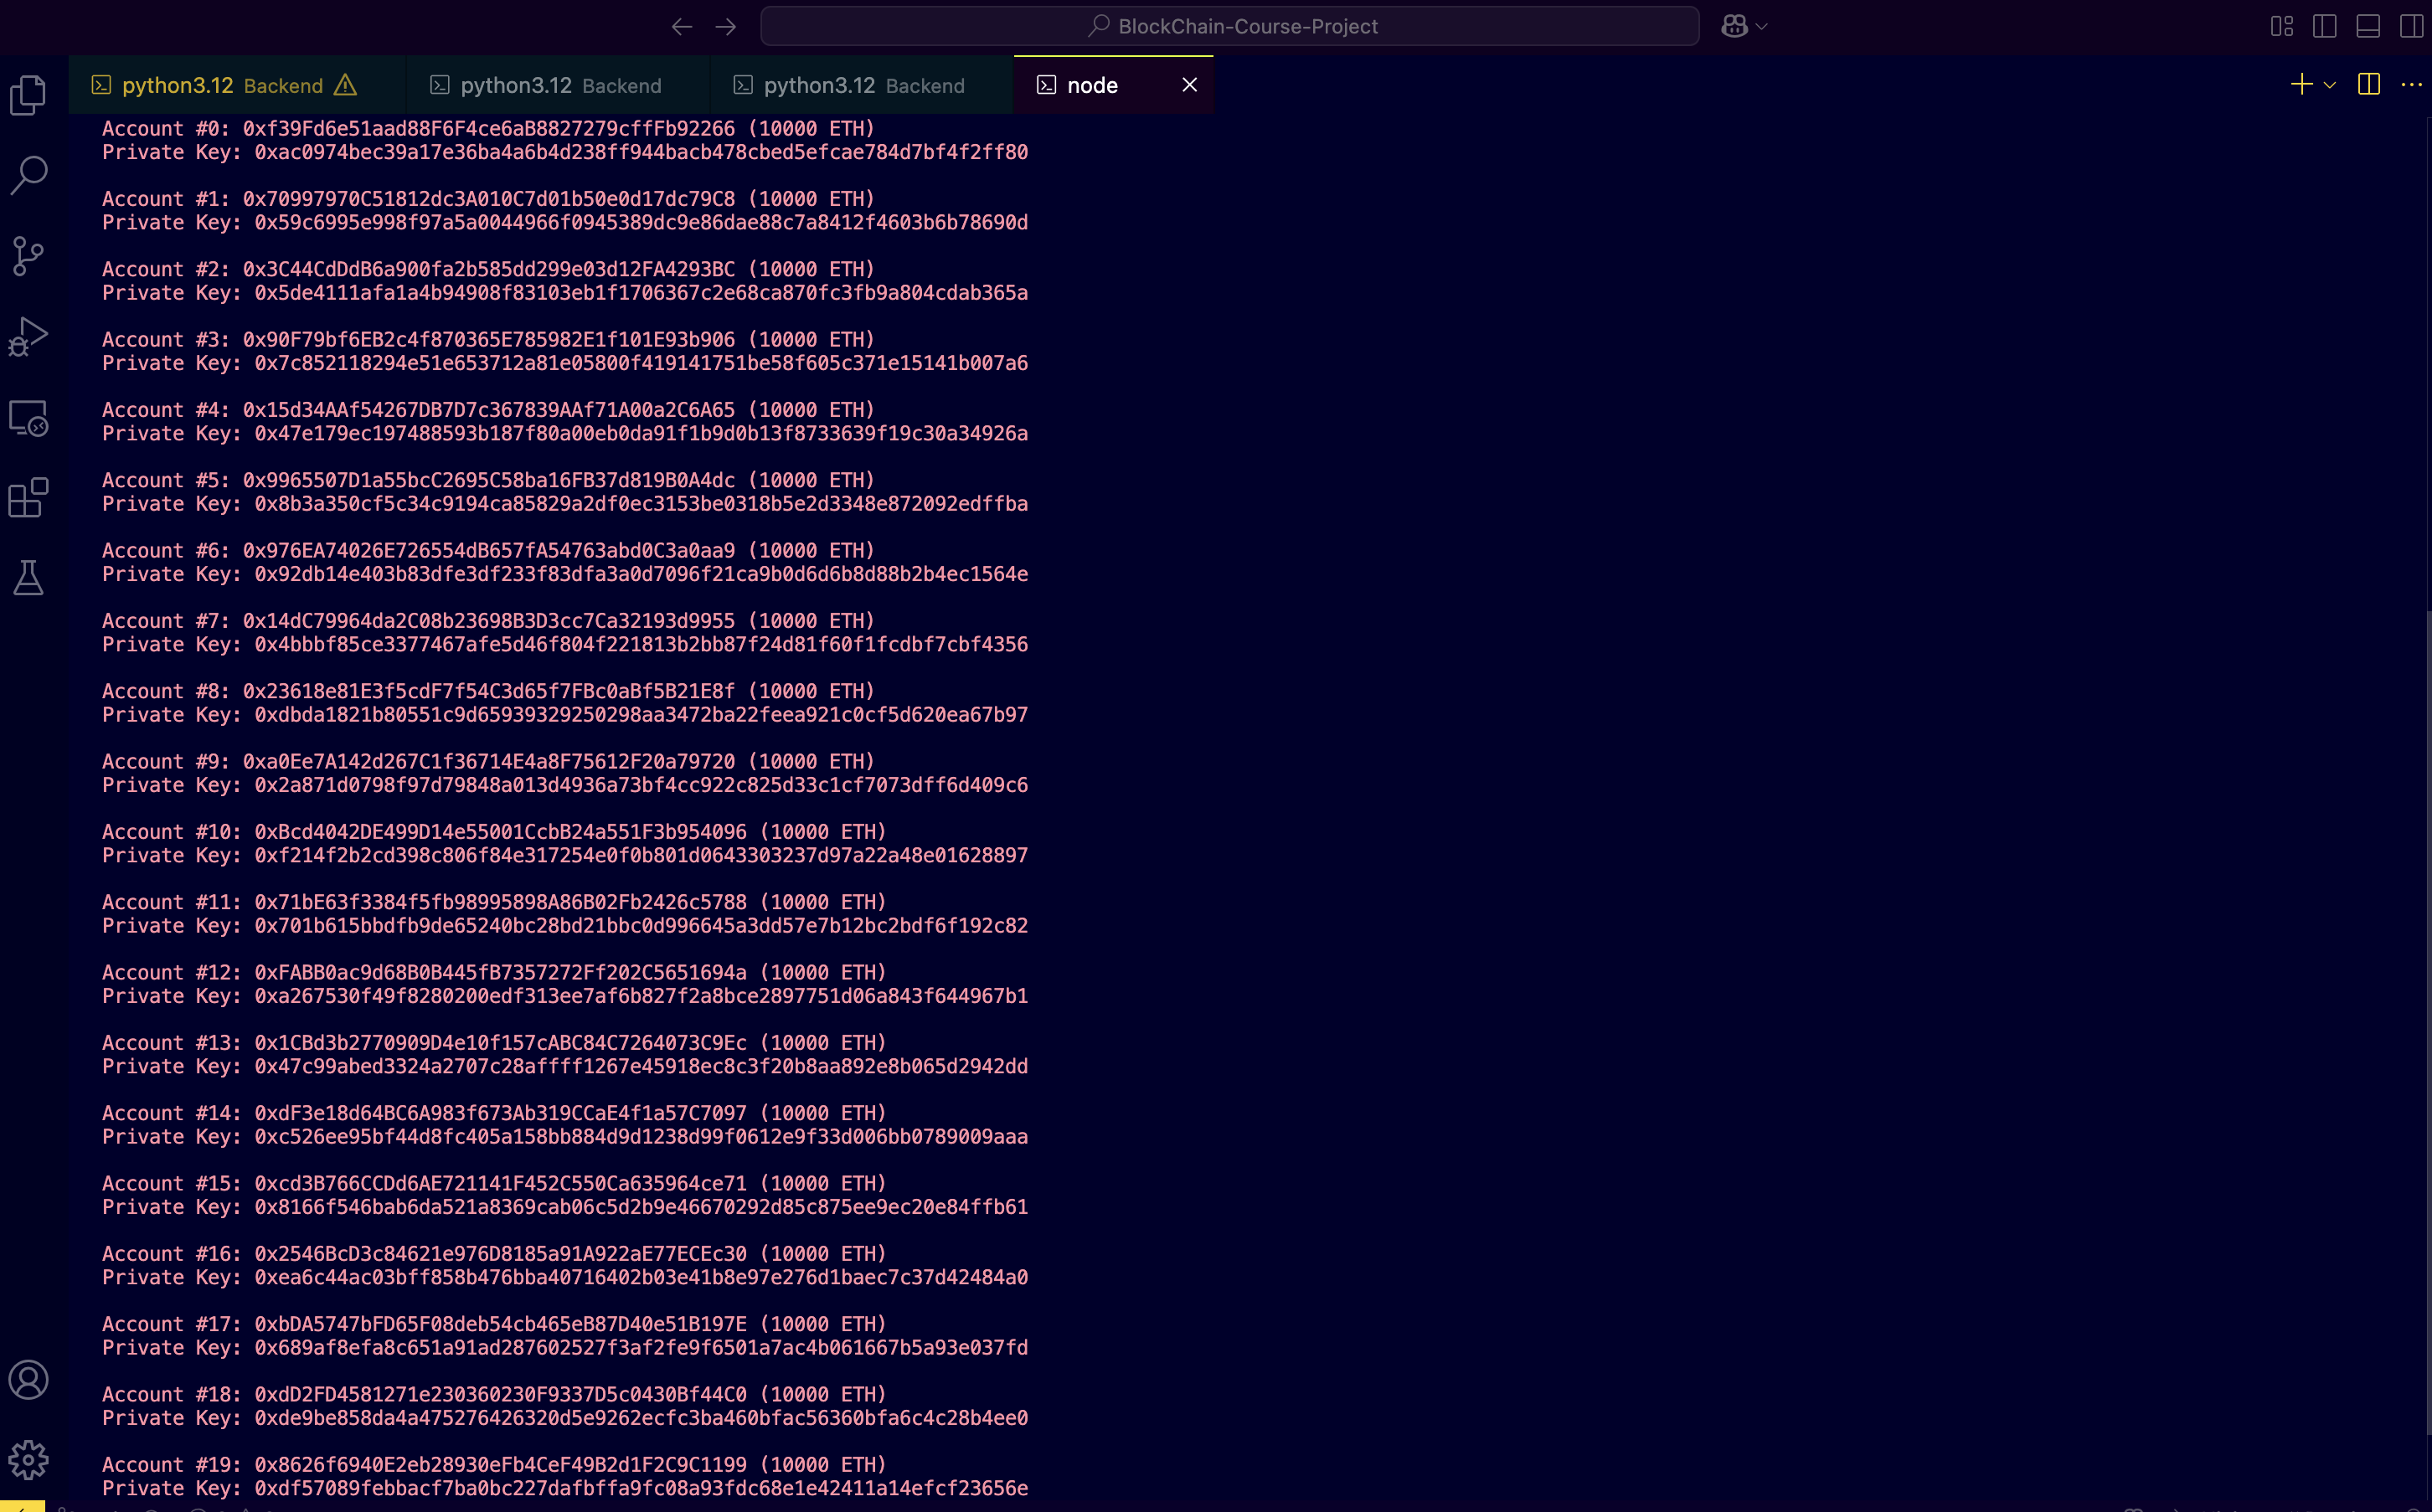 BlockChain-Course-Project
python3.12 Backend
python3.12 Backend
python3.12 Backend
node
Account #0: 0xf39Fd6e51aad88F6F4ce6aB8827279cffFb92266 (10000 ETH)
Private Key: 0xac0974bec39a17e36ba4a6b4d238ff944bacb478cbed5efcae784d7bf4f2ff80
Account #1: 0x70997970C51812dc3A010C7d01b50e0d17dc79C8 (10000 ETH)
Private Key: 0x59c6995e998f97a5a0044966f0945389dc9e86dae88c7a8412f4603b6b78690d
Account #2: 0x3C44CdDdB6a900fa2b585dd299e03d12FA4293BC (10000 ETH)
Private Key: 0x5de4111afa1a4b94908f83103eb1f1706367c2e68ca870fc3fb9a804cdab365a
Account #3: 0x90F79bf6EB2c4f870365E785982E1f101E93b906 (10000 ETH)
Private Key: 0x7c852118294e51e653712a81e05800f419141751be58f605c371e15141b007a6
Account #4: 0x15d34AAf54267DB7D7c367839AAf71A00a2C6A65 (10000 ETH)
Private Key: 0x47e179ec197488593b187f80a00eb0da91f1b9d0b13f8733639f19c30a34926a
Account #5: 0x9965507D1a55bcC2695C58ba16FB37d819B0A4dc (10000 ETH)
Private Key: 0x8b3a350cf5c34c9194ca85829a2df0ec3153be0318b5e2d3348e872092edffba
Account #6: 0x976EA74026E726554dB657fA54763abd0C3a0aa9 (10000 ETH)
Private Key: 0x92db14e403b83dfe3df233f83dfa3a0d7096f21ca9b0d6d6b8d88b2b4ec1564e
Account #7: 0x14dC79964da2C08b23698B3D3cc7Ca32193d9955 (10000 ETH)
Private Key: 0x4bbbf85ce3377467afe5d46f804f221813b2bb87f24d81f60f1fcdbf7cbf4356
Account #8: 0x23618e81E3f5cdF7f54C3d65f7FBc0aBf5B21E8f (10000 ETH)
Private Key: 0xdbda1821b80551c9d65939329250298aa3472ba22feea921c0cf5d620ea67b97
Account #9: 0xa0Ee7A142d267C1f36714E4a8F75612F20a79720 (10000 ETH)
Private Key: 0x2a871d0798f97d79848a013d4936a73bf4cc922c825d33c1cf7073dff6d409c6
Account #10: 0xBcd4042DE499D14e55001CcbB24a551F3b954096 (10000 ETH)
Private Key: 0xf214f2b2cd398c806f84e317254e0f0b801d0643303237d97a22a48e01628897
Account #11: 0x71bE63f3384f5fb98995898A86B02Fb2426c5788 (10000 ETH)
Private Key: 0x701b615bbdfb9de65240bc28bd21bbc0d996645a3dd57e7b12bc2bdf6f192c82
Account #12: 0xFABB0ac9d68B0B445fB7357272Ff202C5651694a (10000 ETH)
Private Key: 0xa267530f49f8280200edf313ee7af6b827f2a8bce2897751d06a843f644967b1
Account #13: 0x1CBd3b2770909D4e10f157cABC84C7264073C9Ec (10000 ETH)
Private Key: 0x47c99abed3324a2707c28affff1267e45918ec8c3f20b8aa892e8b065d2942dd
Account #14: 0xdF3e18d64BC6A983f673Ab319CCaE4f1a57C7097 (10000 ETH)
Private Key: 0xc526ee95bf44d8fc405a158bb884d9d1238d99f0612e9f33d006bb0789009aaa
Account #15: 0xcd3B766CCDd6AE721141F452C550Ca635964ce71 (10000 ETH)
Private Key: 0x8166f546bab6da521a8369cab06c5d2b9e46670292d85c875ee9ec20e84ffb61
Account #16: 0x2546BcD3c84621e976D8185a91A922aE77ECEc30 (10000 ETH)
Private Key: 0xea6c44ac03bff858b476bba40716402b03e41b8e97e276d1baec7c37d42484a0
Account #17: 0xbDA5747bFD65F08deb54cb465eB87D40e51B197E (10000 ETH)
Private Key: 0x689af8efa8c651a91ad287602527f3af2fe9f6501a7ac4b061667b5a93e037fd
Account #18: 0xdD2FD4581271e230360230F9337D5c0430Bf44C0 (10000 ETH)
Private Key: 0xde9be858da4a475276426320d5e9262ecfc3ba460bfac56360bfa6c4c28b4ee0
Account #19: 0x8626f6940E2eb28930eFb4CeF49B2d1F2C9C1199 (10000 ETH)
Private Key: 0xdf57089febbacf7ba0bc227dafbffa9fc08a93fdc68e1e42411a14efcf23656e